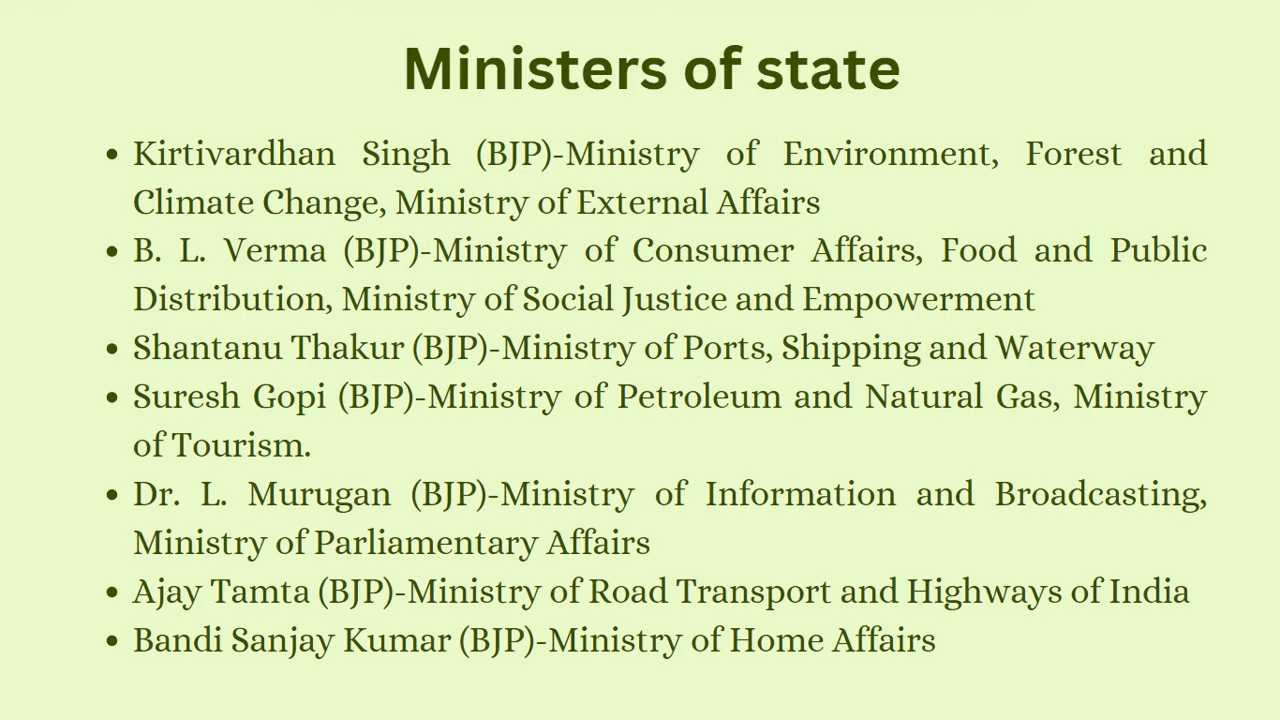 Ministers of state
• Kirtivardhan Singh (BJP)-Ministry of Environment, Forest and
Climate Change, Ministry of External Affairs
• B. L. Verma (BJP)-Ministry of Consumer Affairs, Food and Public
Distribution, Ministry of Social Justice and Empowerment
• Shantanu Thakur (BJP)-Ministry of Ports, Shipping and Waterway
• Suresh Gopi (BJP)-Ministry of Petroleum and Natural Gas, Ministry
of Tourism.
• Dr. L. Murugan (BJP)-Ministry of Information and Broadcasting,
Ministry of Parliamentary Affairs
• Ajay Tamta (BJP)-Ministry of Road Transport and Highways of India
• Bandi Sanjay Kumar (BJP)-Ministry of Home Affairs